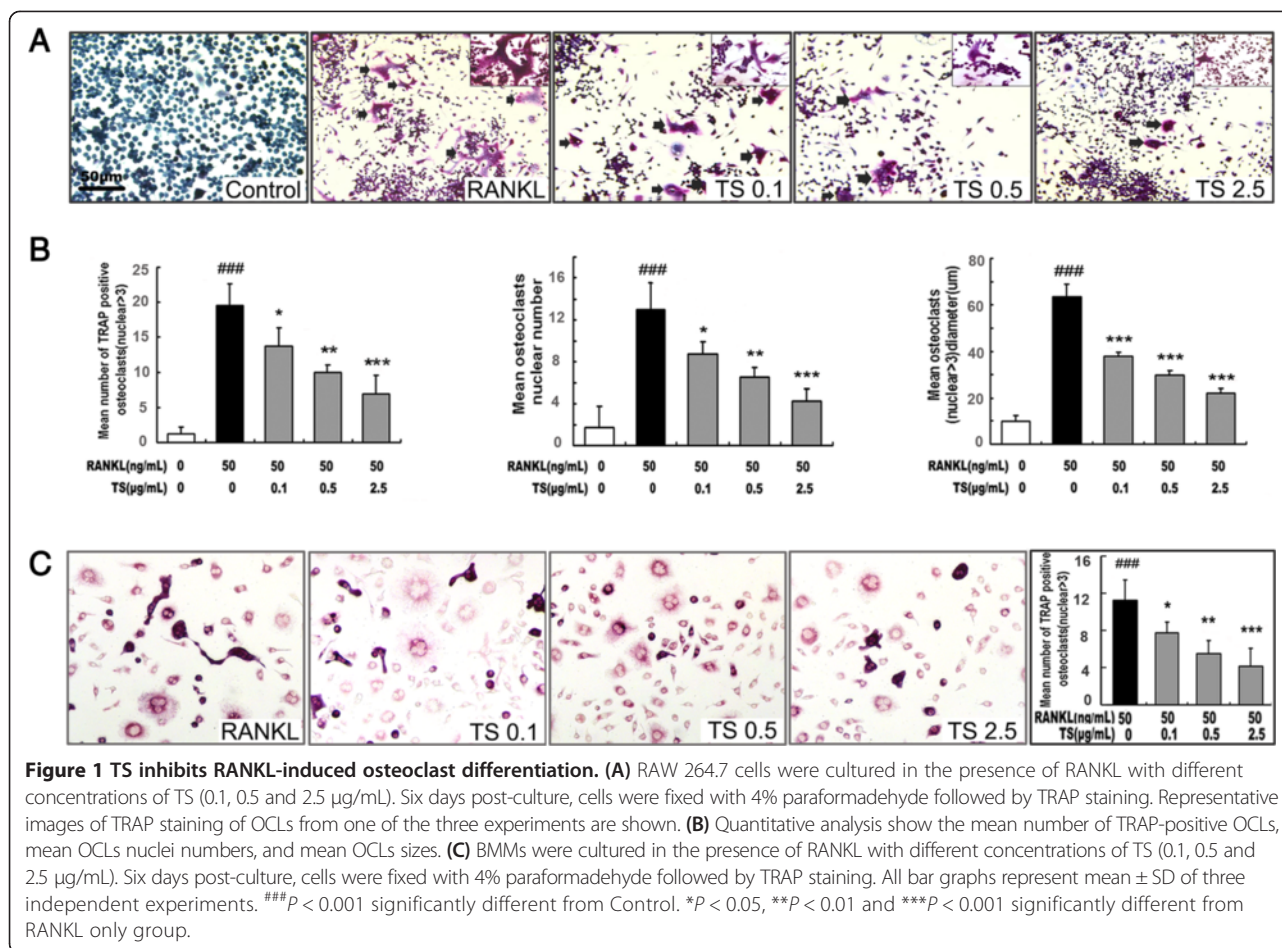 A
50µm
Control
RANKL
TS 0.1
TS 0.5
TS 2.5
B
Mean number of TRAP positive
osteoclasts(nuclear>3)
25
20
15
10
5
0
###
*
**
***
RANKL(ng/mL) 0 50 50 50 50
TS(µg/mL) 0 0 0.1 0.5 2.5
Mean osteoclasts
nuclear number
16
12
8
4
0
###
*
**
***
RANKL(ng/mL) 0 50 50 50 50
TS(µg/mL) 0 0 0.1 0.5 2.5
Mean osteoclasts
(nuclear>3)diameter(um)
80
60
40
20
0
###
***
***
***
RANKL(ng/mL) 0 50 50 50 50
TS(µg/mL) 0 0 0.1 0.5 2.5
C
RANKL
TS 0.1
TS 0.5
TS 2.5
Mean number of TRAP positive
osteoclasts(nuclear>3)
16
12
8
4
0
###
*
**
***
RANKL(ng/mL) 50 50 50 50
TS(µg/mL) 0 0.1 0.5 2.5
Figure 1 TS inhibits RANKL-induced osteoclast differentiation. (A) RAW 264.7 cells were cultured in the presence of RANKL with different
concentrations of TS (0.1, 0.5 and 2.5 µg/mL). Six days post-culture, cells were fixed with 4% paraformadehyde followed by TRAP staining. Representative
images of TRAP staining of OCLs from one of the three experiments are shown. (B) Quantitative analysis show the mean number of TRAP-positive OCLs,
mean OCLs nuclei numbers, and mean OCLs sizes. (C) BMMs were cultured in the presence of RANKL with different concentrations of TS (0.1, 0.5 and
2.5 µg/mL). Six days post-culture, cells were fixed with 4% paraformadehyde followed by TRAP staining. All bar graphs represent mean ± SD of three
independent experiments. ###P < 0.001 significantly different from Control. *P < 0.05, **P < 0.01 and ***P < 0.001 significantly different from
RANKL only group.